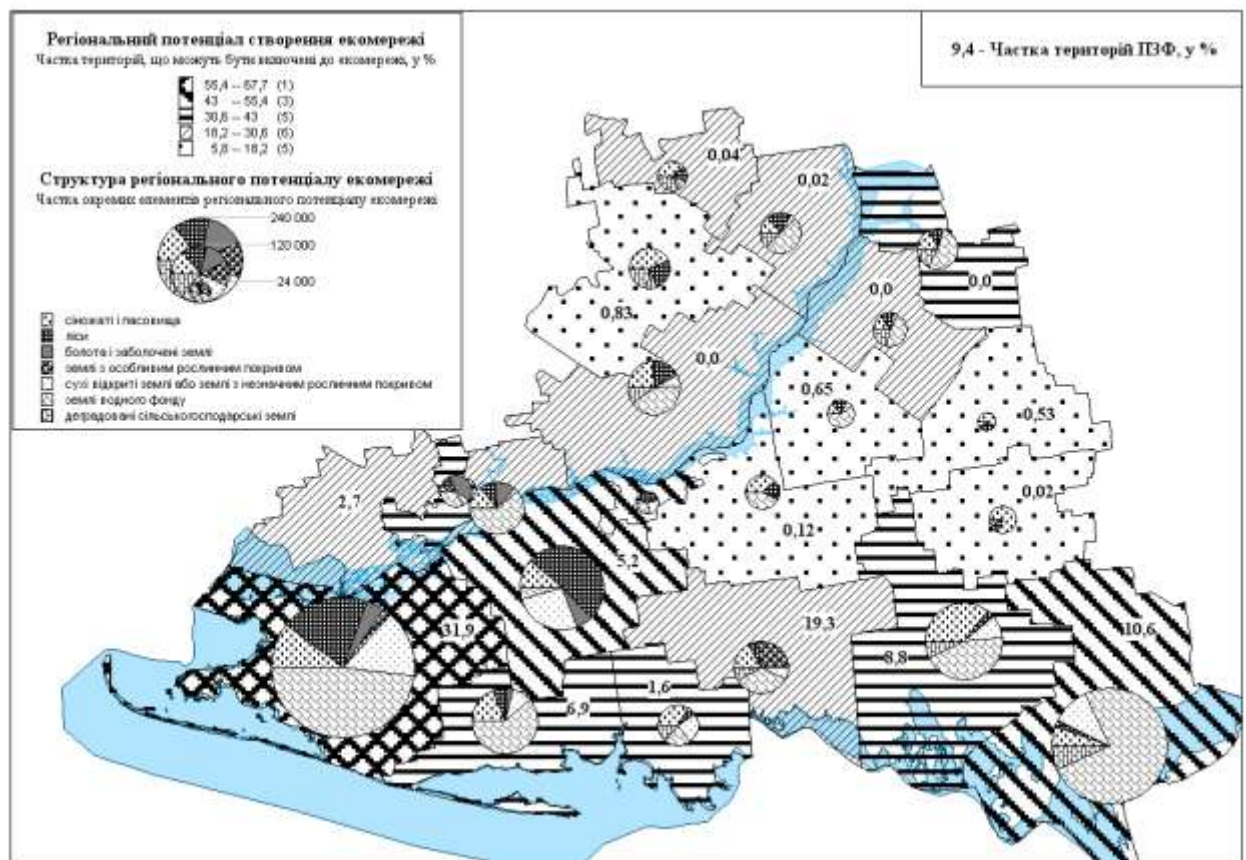 Регіональний потенціал створення екомережі
Частка територій, що можуть бути включені до екомережі, у %
55,4 -- 67,7 (1)
43 -- 55,4 (3)
30,6 -- 43 (5)
18,2 -- 30,6 (6)
5,8 -- 18,2 (5)
Структура регіонального потенціалу екомережі
Частка окремих елементів регіонального потенціалу екомережі
240 000
120 000
24 000
сіножаті і пасовища
ліси
болота і заболочені землі
землі з особливим рослинним покривом
сухі відкриті землі або землі з незначним рослинним покривом
землі водного фонду
деградовані сільськогосподарські землі
9,4 - Частка територій ПЗФ, у %
0,04
0,02
0,0
0,0
0,83
0,0
0,65
0,53
2,7
0,02
0,12
5,2
31,9
19,3
10,6
8,8
1,6
6,9